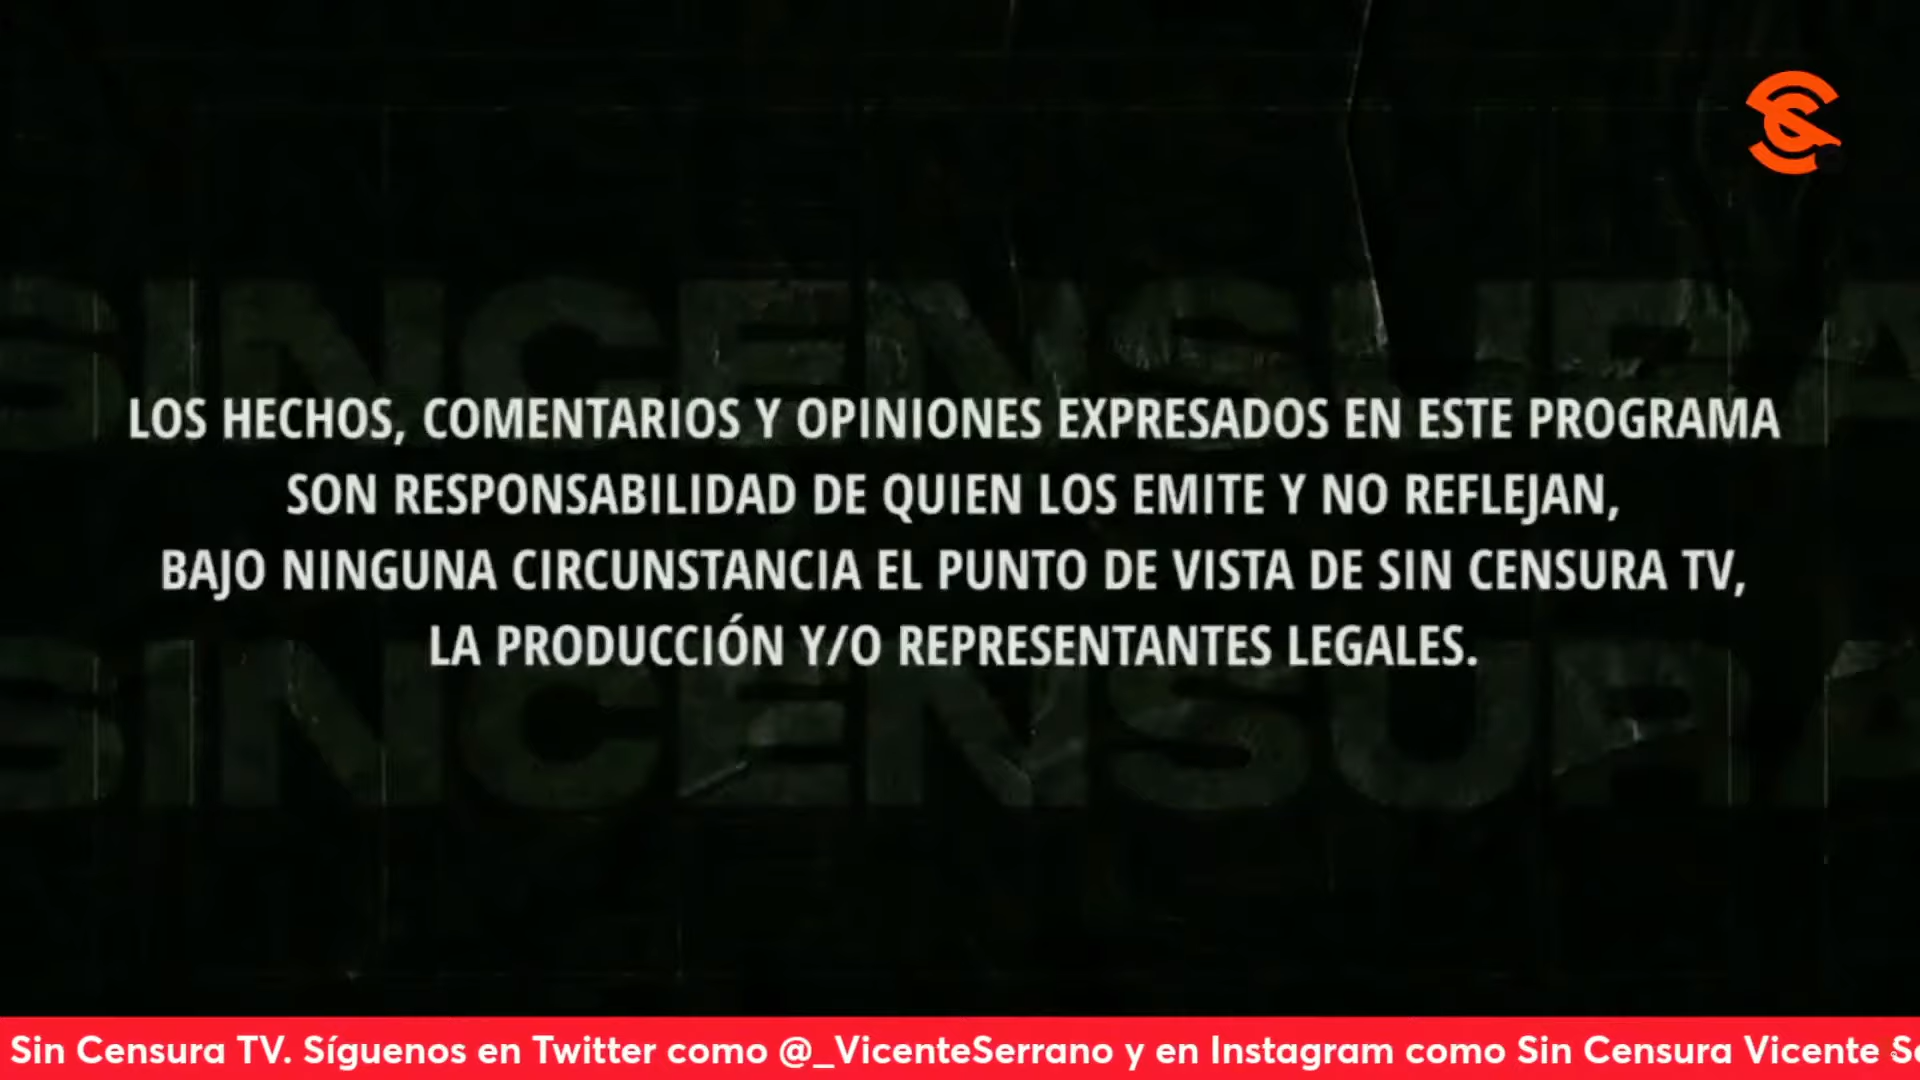 SINCENSURA
LOS HECHOS, COMENTARIOS Y OPINIONES EXPRESADOS EN ESTE PROGRAMA
SON RESPONSABILIDAD DE QUIEN LOS EMITE Y NO REFLEJAN,
BAJO NINGUNA CIRCUNSTANCIA EL PUNTO DE VISTA DE SIN CENSURA TV,
LA PRODUCCIÓN Y/O REPRESENTANTES LEGALES.
SINCENSURA
Sin Censura TV. Síguenos en Twitter como @_VicenteSerrano y en Instagram como Sin Censura Vicente